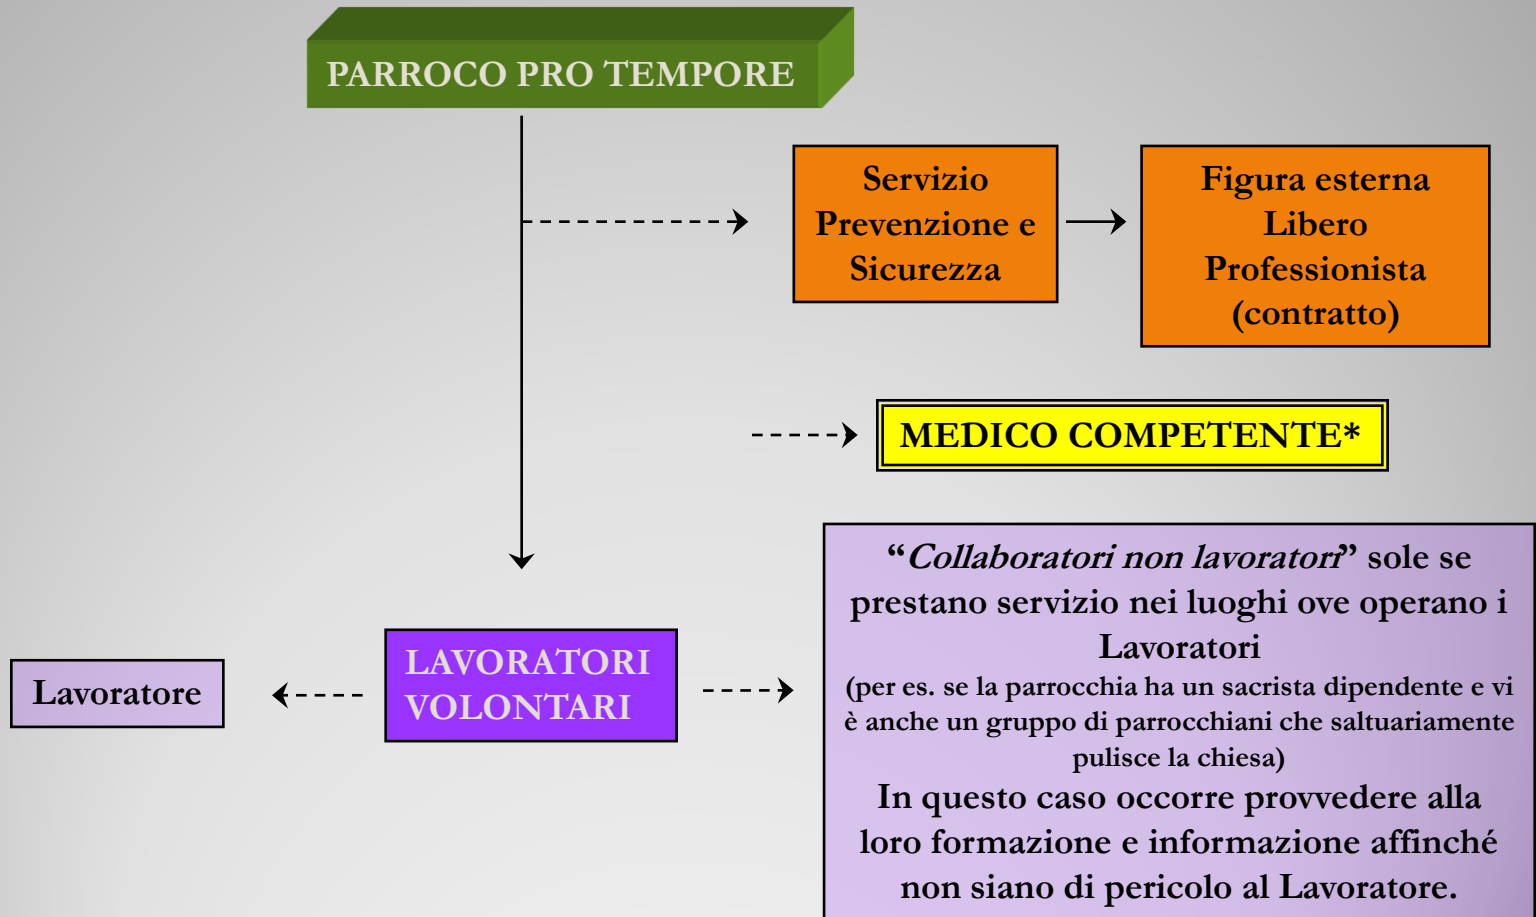 PARROCO PRO TEMPORE
Servizio
Prevenzione e
Sicurezza
Figura esterna
Libero
Professionista
(contratto)
MEDICO COMPETENTE*
“Collaboratori non lavoratori” sole se
prestano servizio nei luoghi ove operano i
Lavoratori
(per es. se la parrocchia ha un sacrista dipendente e vi
è anche un gruppo di parrocchiani che saltuariamente
pulisce la chiesa)
In questo caso occorre provvedere alla
loro formazione e informazione affinché
non siano di pericolo al Lavoratore.
LAVORATORI
VOLONTARI
Lavoratore